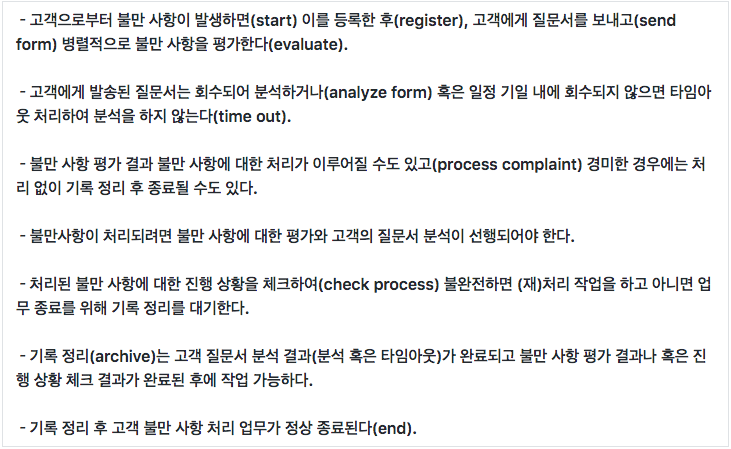 - 고객으로부터 불만 사항이 발생하면(start) 이를 등록한 후(register), 고객에게 질문서를 보내고(send
form) 병렬적으로 불만 사항을 평가한다(evaluate).
- 고객에게 발송된 질문서는 회수되어 분석하거나(analyze form) 혹은 일정 기일 내에 회수되지 않으면 타임아
웃 처리하여 분석을 하지 않는다(time out).
- 불만 사항 평가 결과 불만 사항에 대한 처리가 이루어질 수도 있고(process complaint) 경미한 경우에는 처
리 없이 기록 정리 후 종료될 수도 있다.
- 불만사항이 처리되려면 불만 사항에 대한 평가와 고객의 질문서 분석이 선행되어야 한다.
- 처리된 불만 사항에 대한 진행 상황을 체크하여(check process) 불완전하면 (재)처리 작업을 하고 아니면 업
무 종료를 위해 기록 정리를 대기한다.
- 기록 정리(archive)는 고객 질문서 분석 결과(분석 혹은 타임아웃)가 완료되고 불만 사항 평가 결과나 혹은 진
행 상황 체크 결과가 완료된 후에 작업 가능하다.
- 기록 정리 후 고객 불만 사항 처리 업무가 정상 종료된다(end).